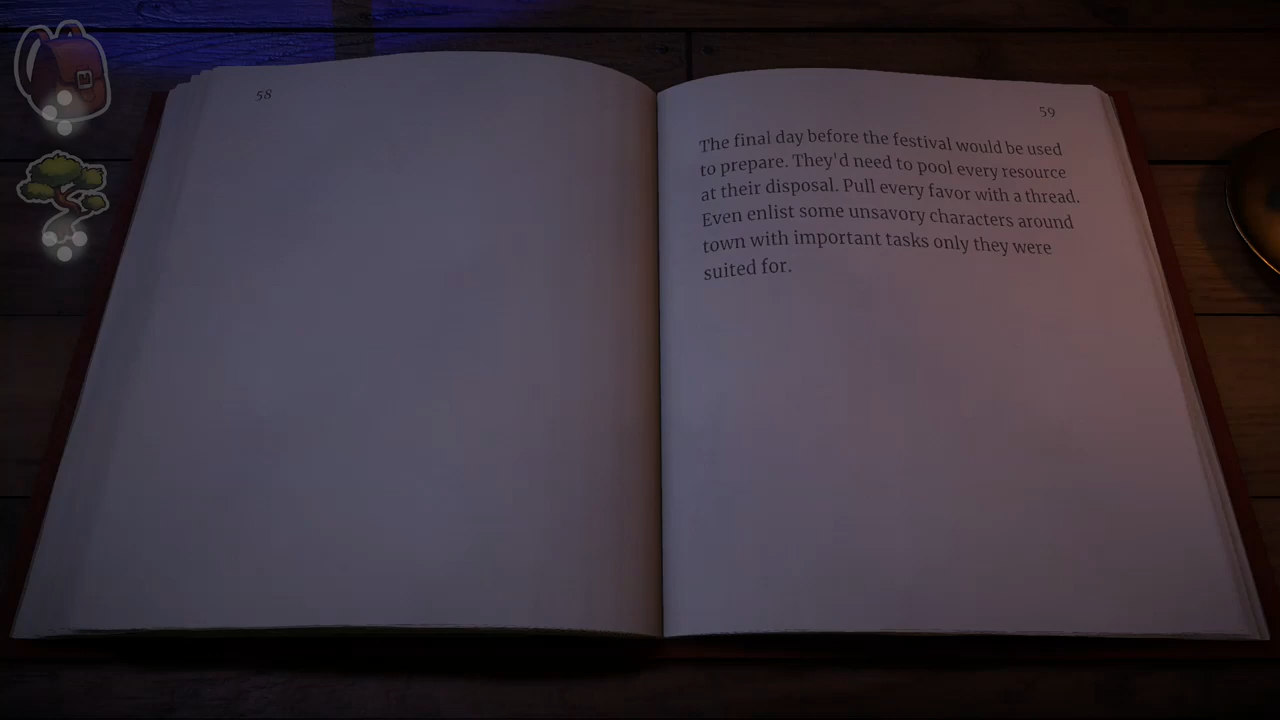 58
59
The final day before the festival would be used
to prepare. They'd need to pool every resource
at their disposal. Pull every favor with a thread.
Even enlist some unsavory characters around
town with important tasks only they were
suited for.